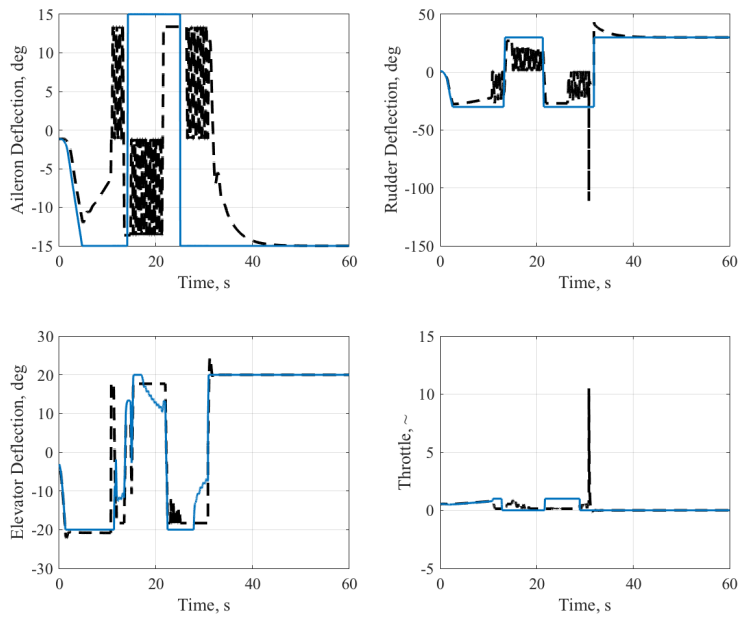 15
10
5
0
-5
-10
-15
Aileron Deflection, deg
0 20 40 60
Time, s
50
0
-50
-100
-150
Rudder Deflection, deg
0 20 40 60
Time, s
30
20
10
0
-10
-20
-30
Elevator Deflection, deg
0 20 40 60
Time, s
15
10
5
0
-5
Throttle, ~
0 20 40 60
Time, s